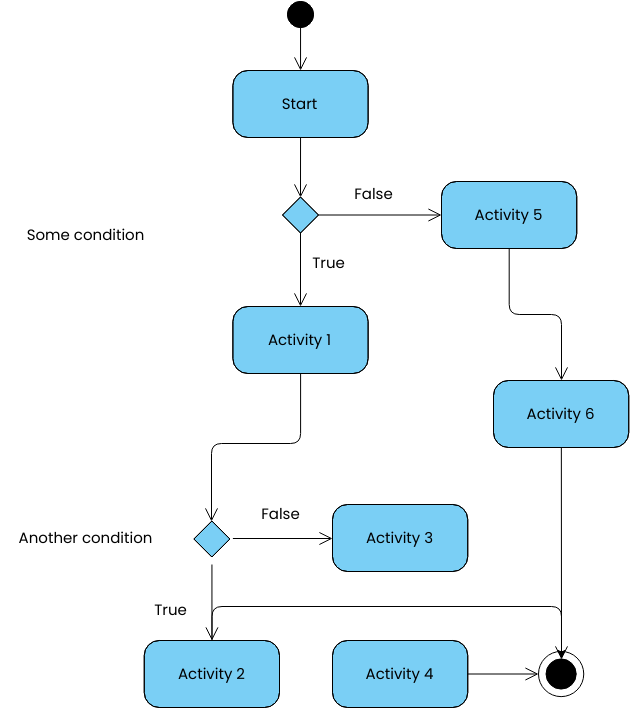 Start
False
Activity 5
Some condition
True
Activity 1
Activity 6
False
Another condition
Activity 3
True
Activity 2
Activity 4